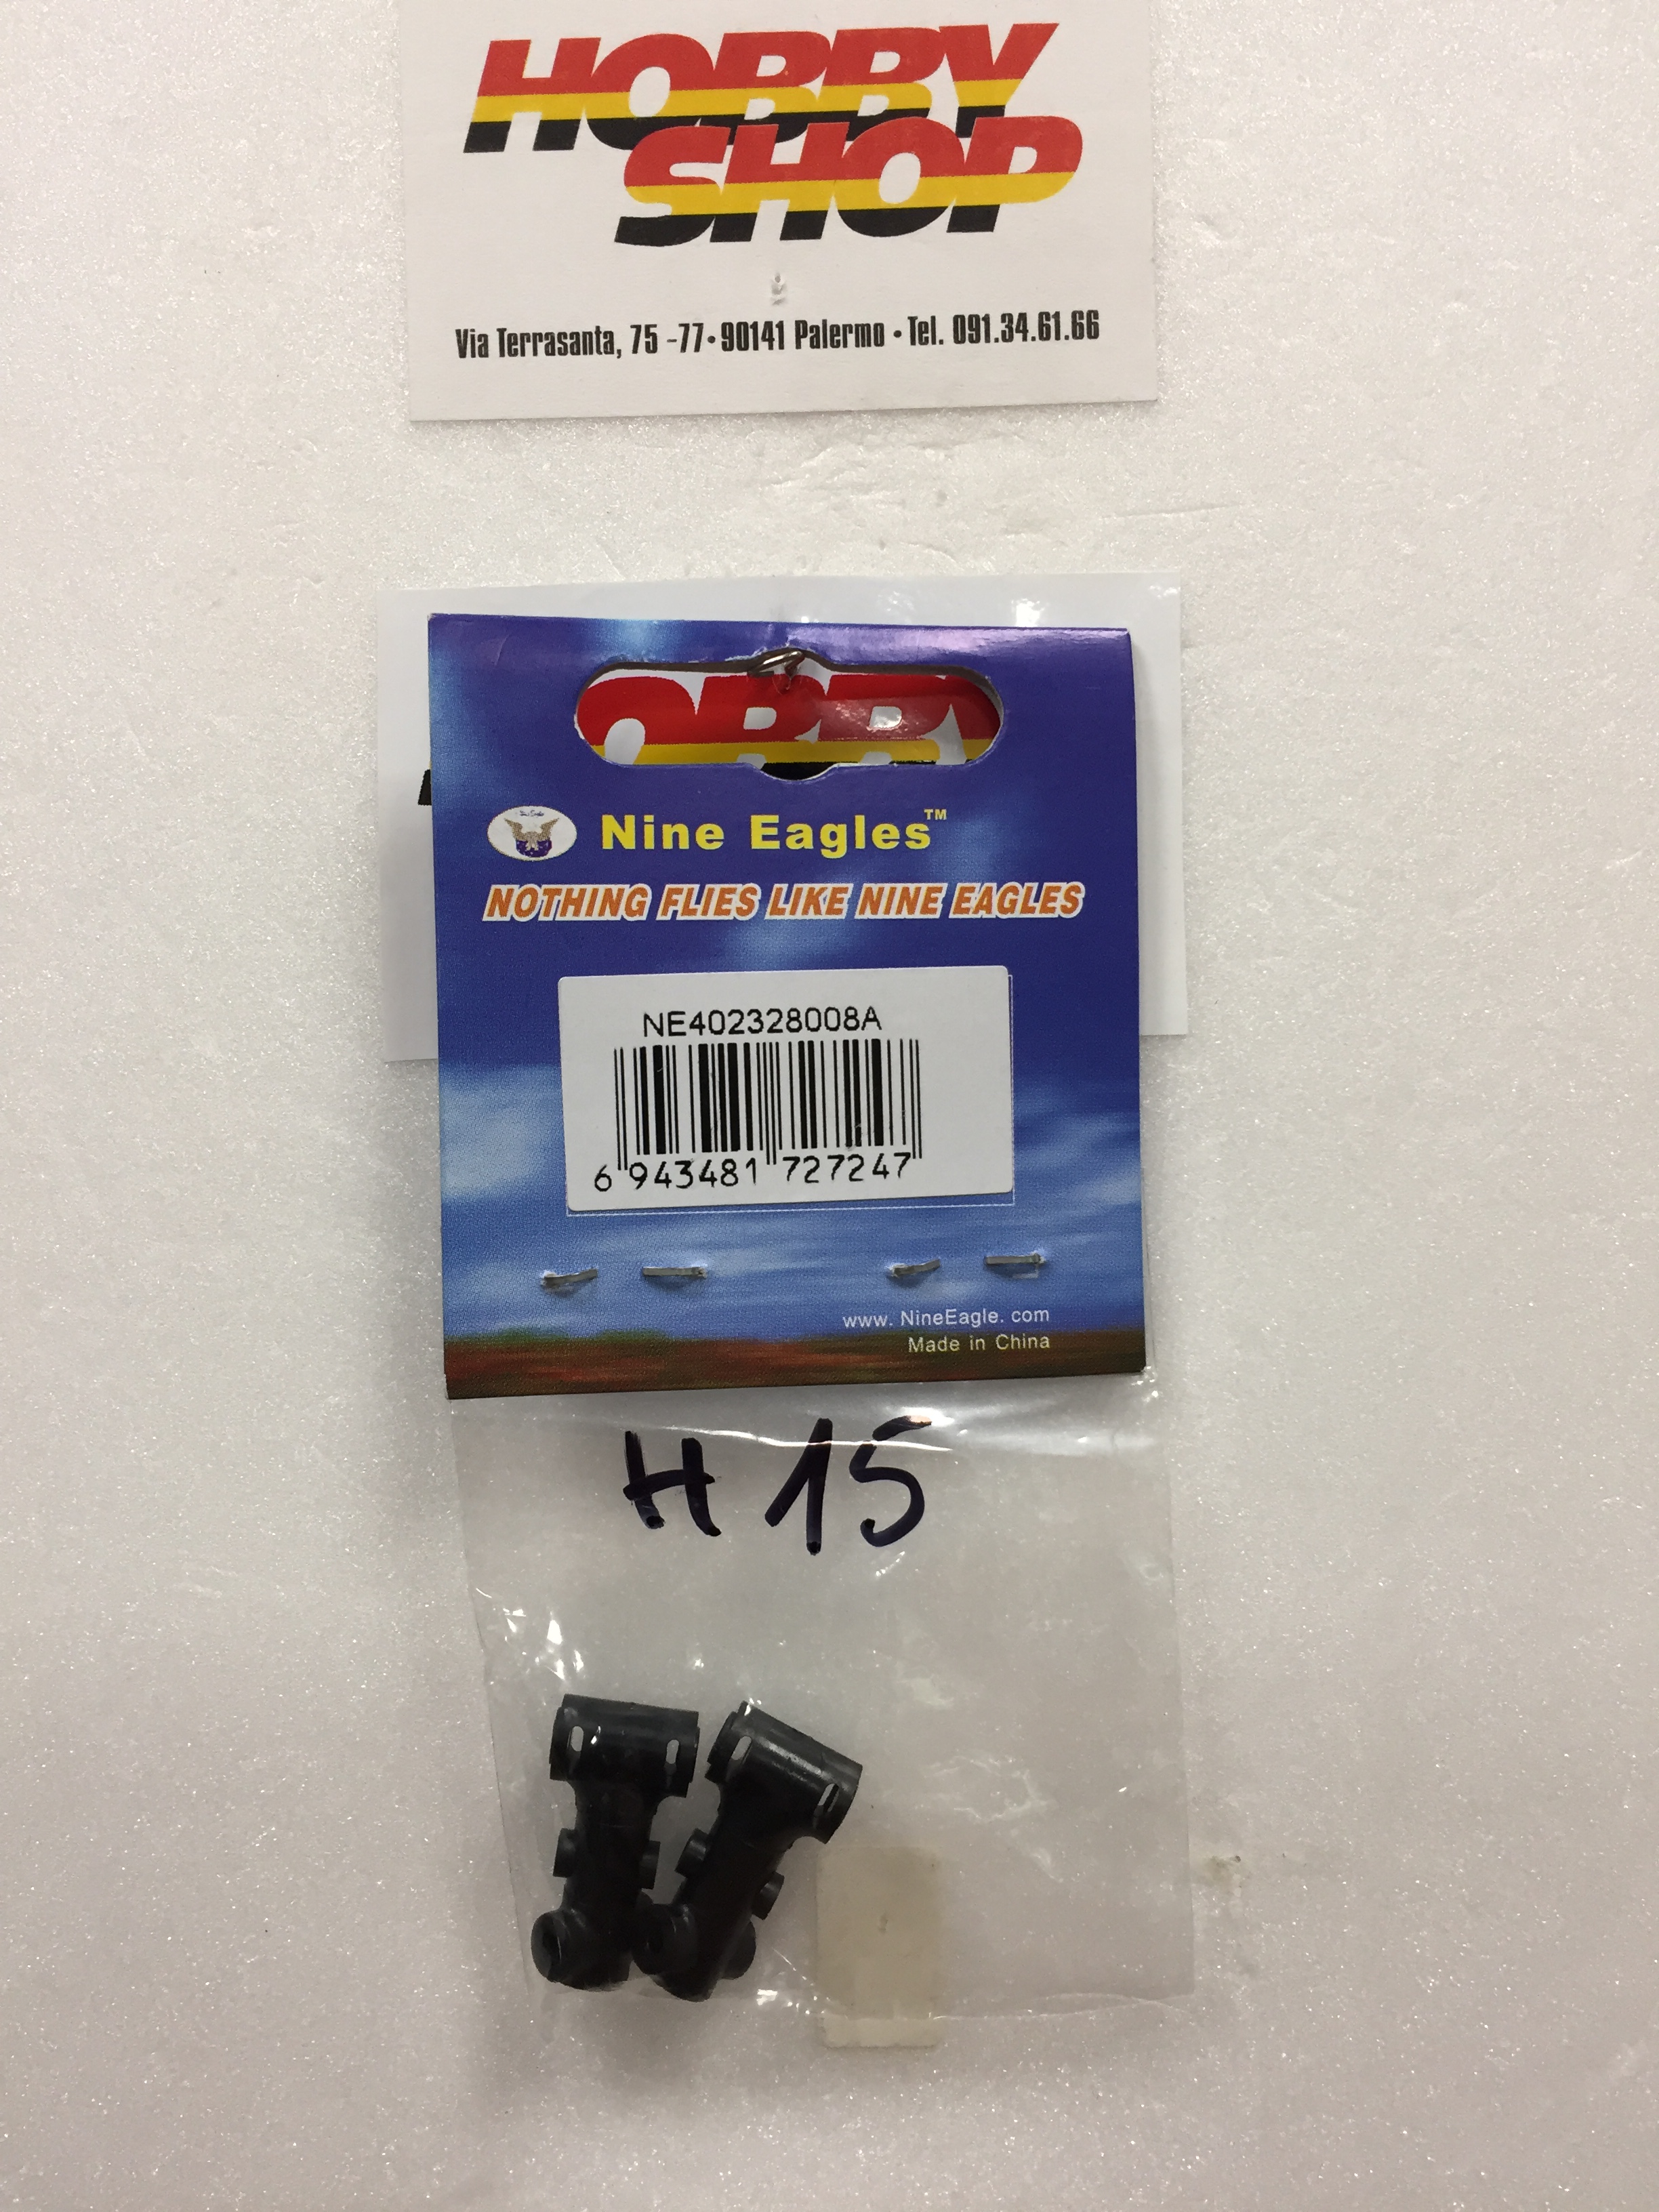 HOBBY
SHOP
Via Terrasanta, 75 -77 • 90141 Palermo • Tel. 091.34.61.66
OBBY
Nine Eagles™
NOTHING FLIES LIKE NINE EAGLES
NE402328008A
6 943481 727247
www. NineEagle. com
Made in China
H 15